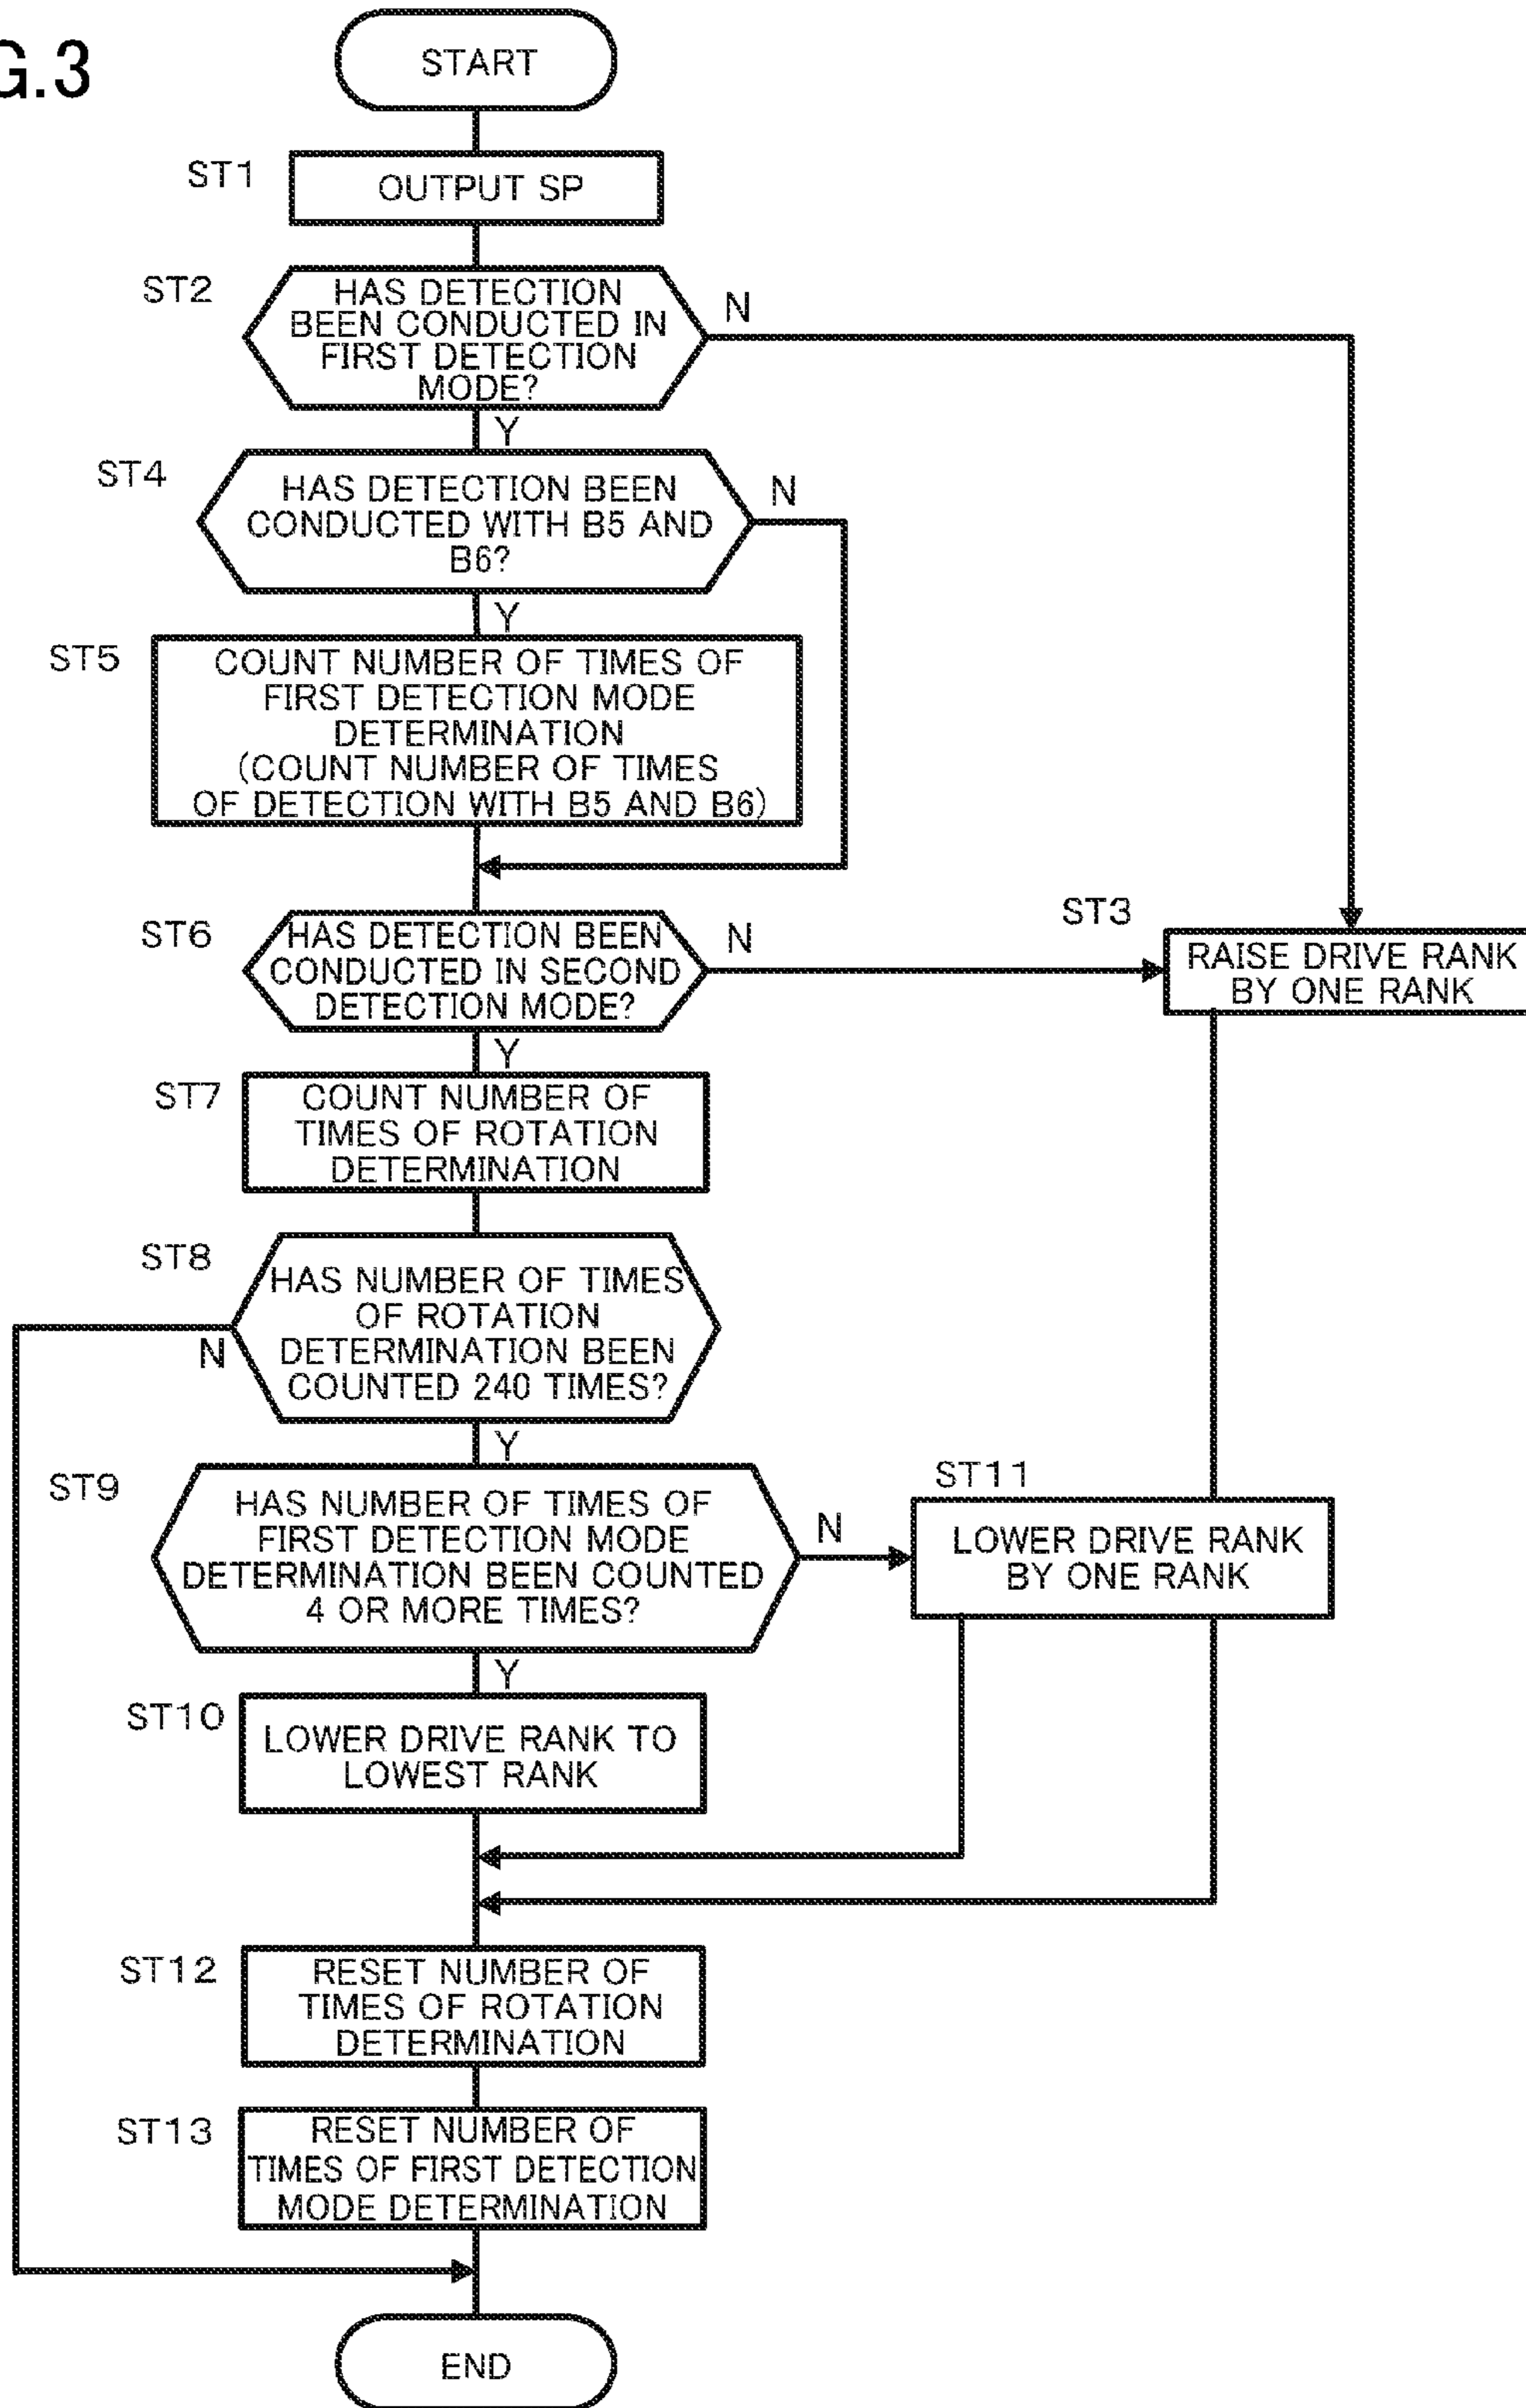 G.3
START
ST1
OUTPUT SP
ST2
HAS DETECTION
BEEN CONDUCTED IN
FIRST DETECTION
MODE?
N
Y
ST4
HAS DETECTION BEEN
CONDUCTED WITH B5 AND
B6?
N
Y
ST5
COUNT NUMBER OF TIMES OF
FIRST DETECTION MODE
DETERMINATION
(COUNT NUMBER OF TIMES
OF DETECTION WITH B5 AND B6)
ST6
HAS DETECTION BEEN
CONDUCTED IN SECOND
DETECTION MODE?
N
Y
ST3
RAISE DRIVE RANK
BY ONE RANK
ST7
COUNT NUMBER OF
TIMES OF ROTATION
DETERMINATION
ST8
HAS NUMBER OF TIMES
OF ROTATION
DETERMINATION BEEN
COUNTED 240 TIMES?
N
Y
ST9
HAS NUMBER OF TIMES OF
FIRST DETECTION MODE
DETERMINATION BEEN COUNTED
4 OR MORE TIMES?
N
Y
ST11
LOWER DRIVE RANK
BY ONE RANK
ST10
LOWER DRIVE RANK TO
LOWEST RANK
ST12
RESET NUMBER OF
TIMES OF ROTATION
DETERMINATION
ST13
RESET NUMBER OF
TIMES OF FIRST DETECTION
MODE DETERMINATION
END